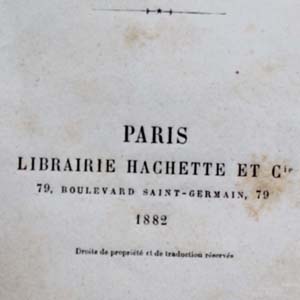 PARIS
LIBRAIRIE HACHETTE ET Cie
79, BOULEVARD SAINT-GERMAIN, 79
1882
Droits de propriété et de traduction réservés